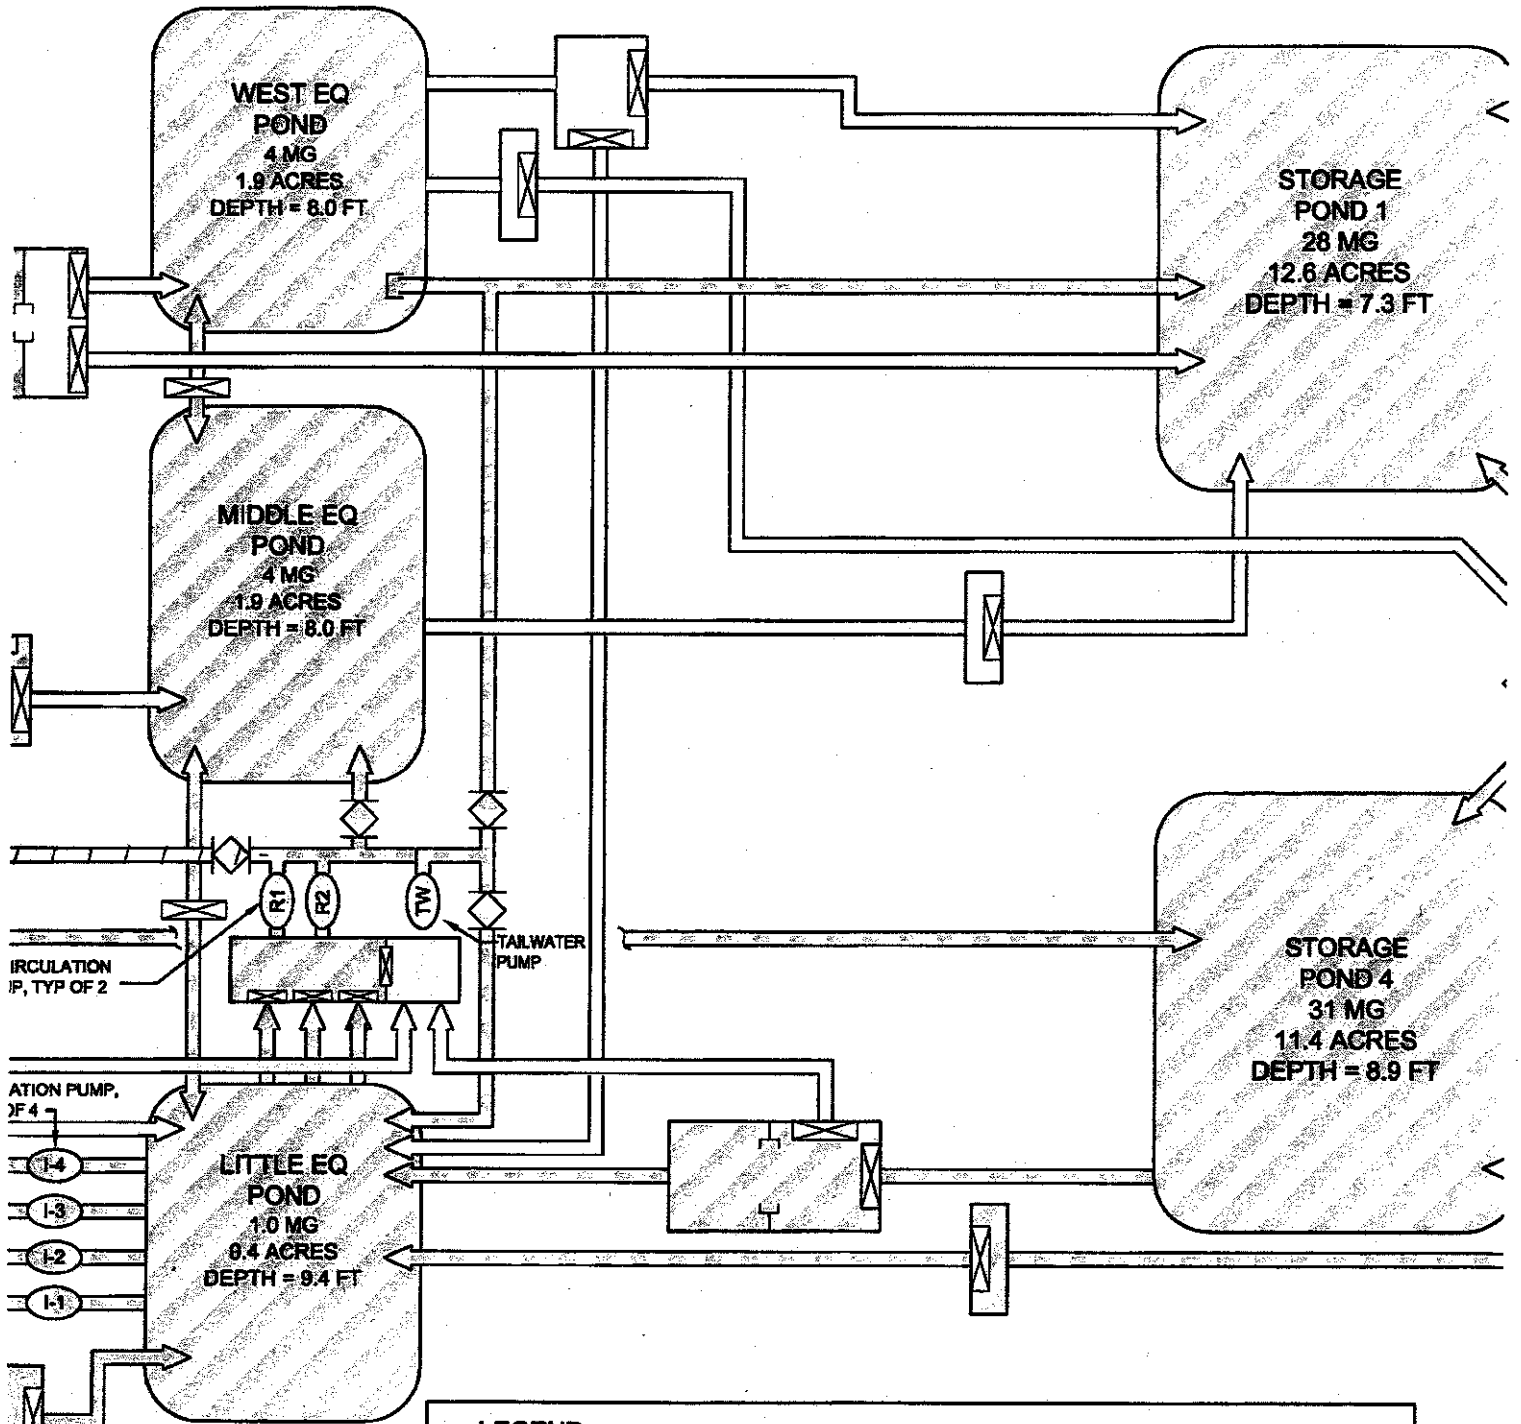 WEST EQ
POND
4 MG
1.9 ACRES
DEPTH = 8.0 FT
STORAGE
POND 1
28 MG
12.6 ACRES
DEPTH = 7.3 FT
MIDDLE EQ
POND
4 MG
1.9 ACRES
DEPTH = 8.0 FT
R1
R2
TW
TAILWATER
PUMP
IRCULATION
P, TYP OF 2
STORAGE
POND 4
31 MG
11.4 ACRES
DEPTH = 8.9 FT
ATION PUMP,
OF 4
I-4
I-3
I-2
I-1
LITTLE EQ
POND
1.0 MG
ACRES
DEPTH = 9.4 FT